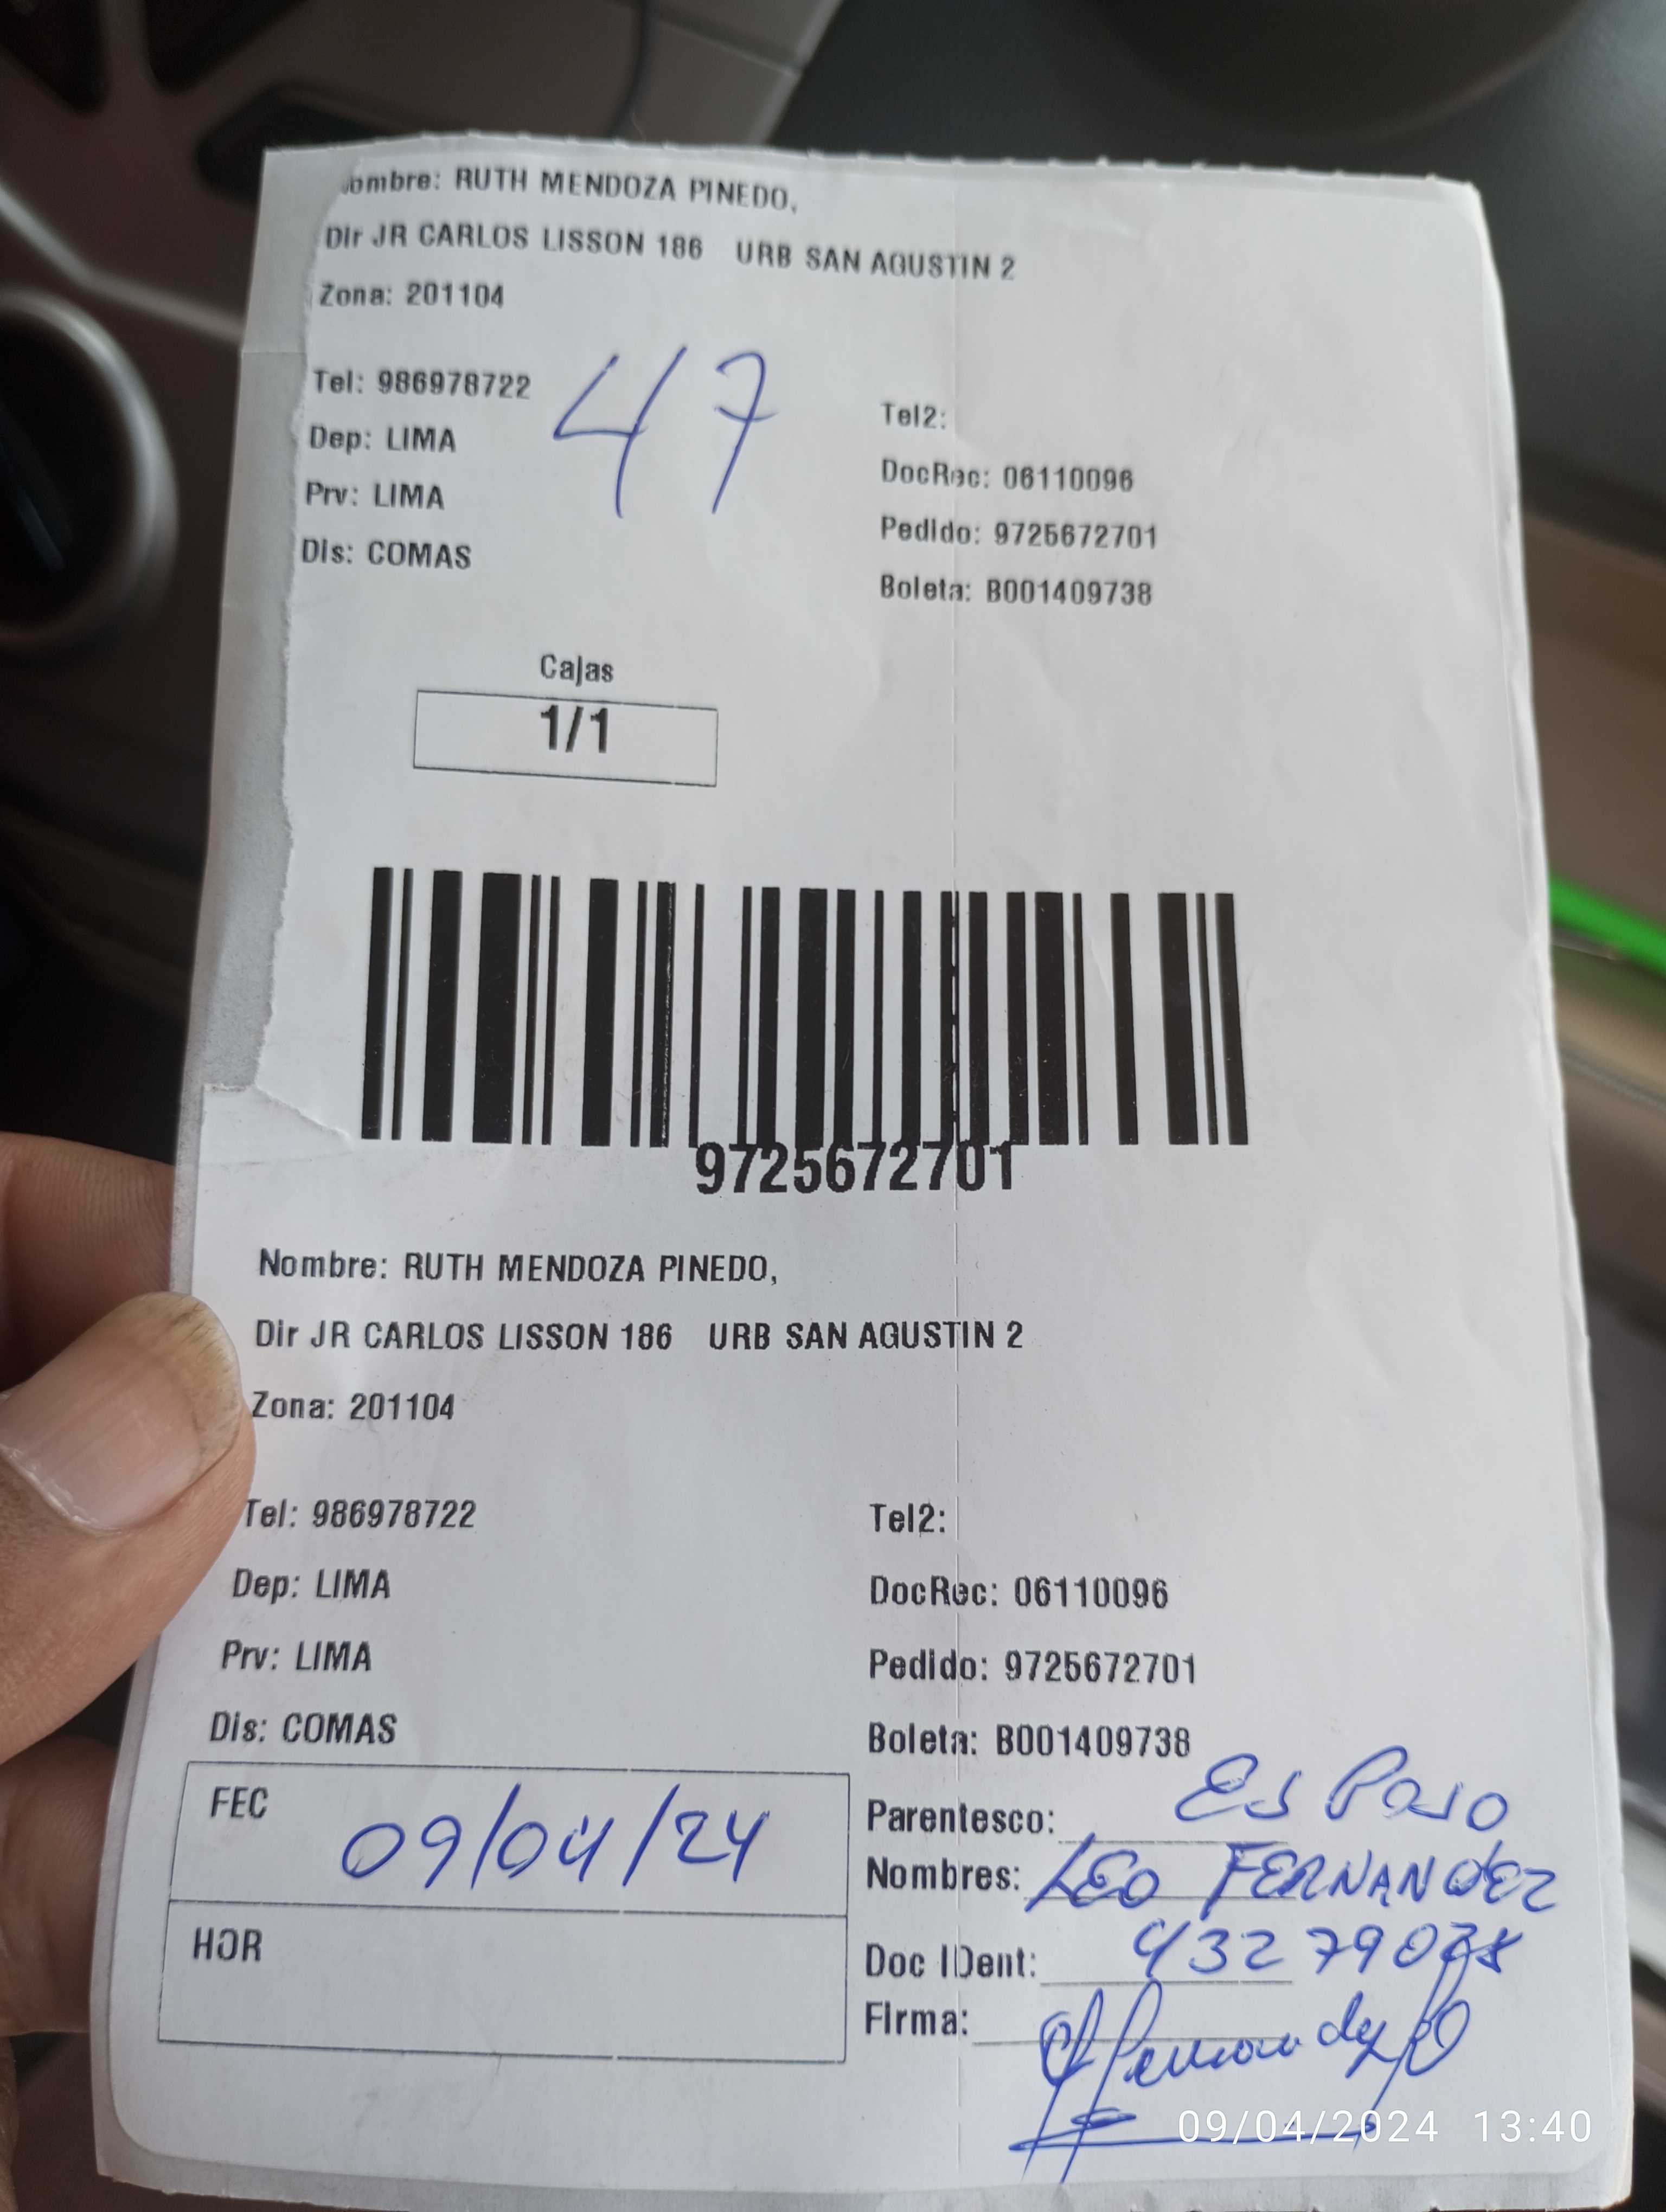 ombre: RUTH MENDOZA PINEDO,
Dir JR CARLOS LISSON 186 URB SAN AGUSTIN 2
Zona: 201104
47
Tel: 986978722
Tel2:
Dep: LIMA
DocRec: 06110096
Prv: LIMA
Pedido: 9725672701
Dis: COMAS
Boleta: B001409738
Cajas
1/1
9725672701
Nombre: RUTH MENDOZA PINEDO,
Dir JR CARLOS LISSON 186 URB SAN AGUSTIN 2
Zona: 201104
Tel: 986978722
Tel2:
Dep: LIMA
DocRec: 06110096
Prv: LIMA
Pedido: 9725672701
Dis: COMAS
Boleta: B001409738
FEC 09/04/24
Parentesco: Esposo
Nombres: LEO FERNANdEZ
HOR
Doc IDent:
Firma:
09/04/2024 13:40